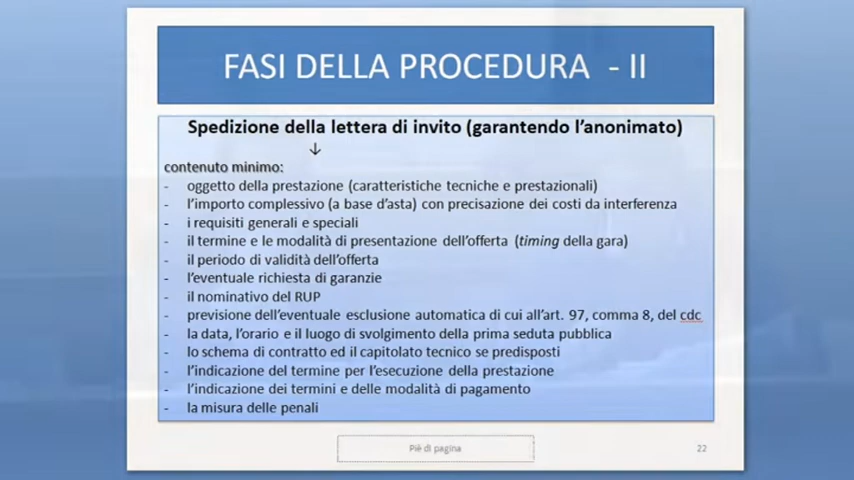 FASI DELLA PROCEDURA - II
Spedizione della lettera di invito (garantendo l'anonimato)
↓
contenuto minimo:
- oggetto della prestazione (caratteristiche tecniche e prestazionali)
- l'importo complessivo (a base d'asta) con precisazione dei costi da interferenza
- i requisiti generali e speciali
- il termine e le modalità di presentazione dell'offerta (timing della gara)
- il periodo di validità dell'offerta
- l'eventuale richiesta di garanzie
- il nominativo del RUP
- previsione dell'eventuale esclusione automatica di cui all'art. 97, comma 8, del cdc
- la data, l'orario e il luogo di svolgimento della prima seduta pubblica
- lo schema di contratto ed il capitolato tecnico se predisposti
- l'indicazione del termine per l'esecuzione della prestazione
- l'indicazione dei termini e delle modalità di pagamento
- la misura delle penali
Piè di pagina
22